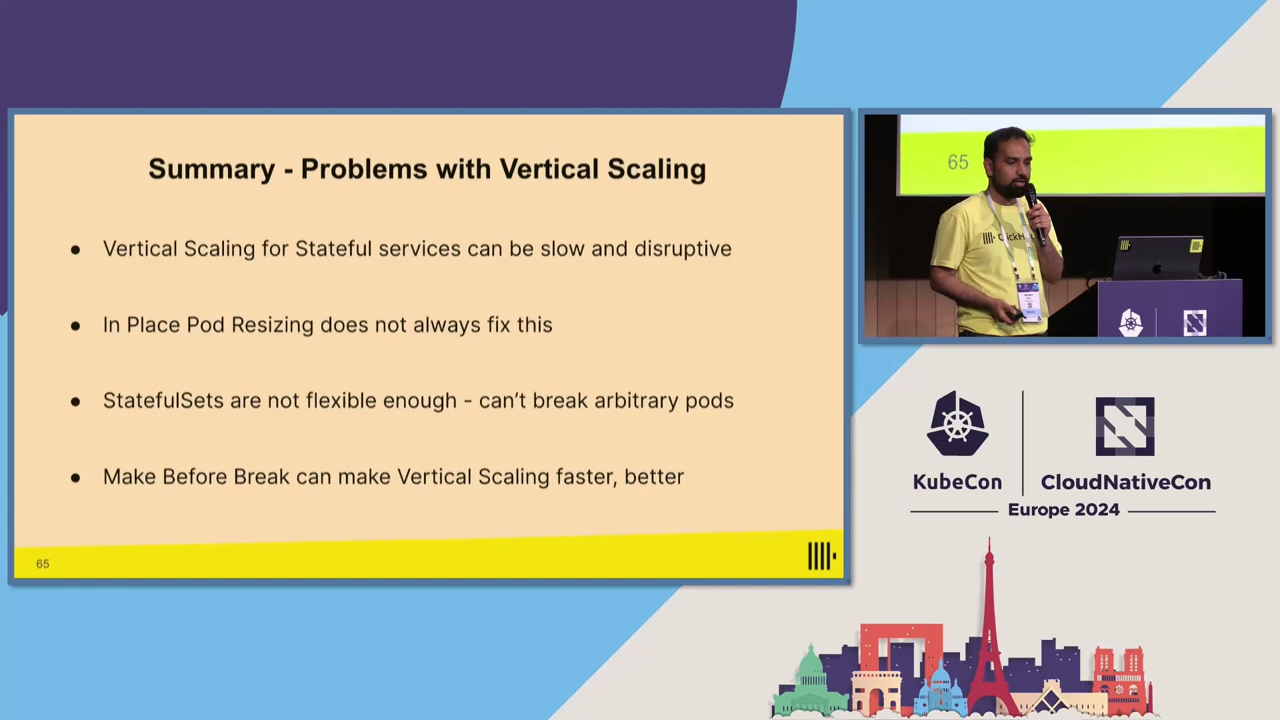 Summary - Problems with Vertical Scaling
● Vertical Scaling for Stateful services can be slow and disruptive
● In Place Pod Resizing does not always fix this
● StatefulSets are not flexible enough - can’t break arbitrary pods
● Make Before Break can make Vertical Scaling faster, better
65
65
KubeCon
CloudNativeCon
Europe 2024